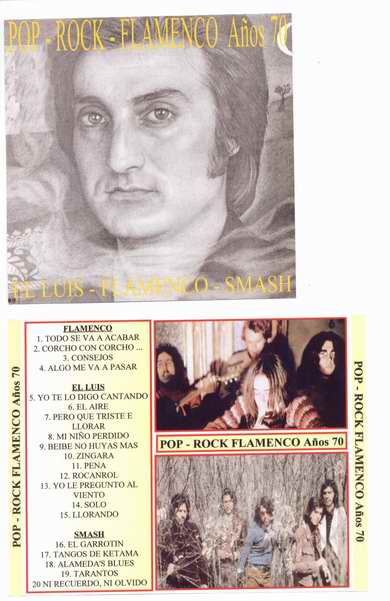 POP - ROCK - FLAMENCO Años 70
EL LUIS - FLAMENCO - SMASH
POP - ROCK FLAMENCO Años 70
FLAMENCO
1. TODO SE VA A ACABAR
2. CORCHO CON CORCHO ...
3. CONSEJOS
4. ALGO ME VA A PASAR
EL LUIS
5. YO TE LO DIGO CANTANDO
6. EL AIRE
7. PERO QUE TRISTE E
LLORAR
8. MI NIÑO PERDIDO
9. BEIBE NO HUYAS MAS
10. ZINGARA
11. PENA
12. ROCANROL
13. YO LE PREGUNTO AL
VIENTO
14. SOLO
15. LLORANDO
SMASH
16. EL GARROTIN
17. TANGOS DE KETAMA
18. ALAMEDA'S BLUES
19. TARANTOS
20 NI RECUERDO, NI OLVIDO
POP - ROCK FLAMENCO Años 70
POP - ROCK FLAMENCO Años 70